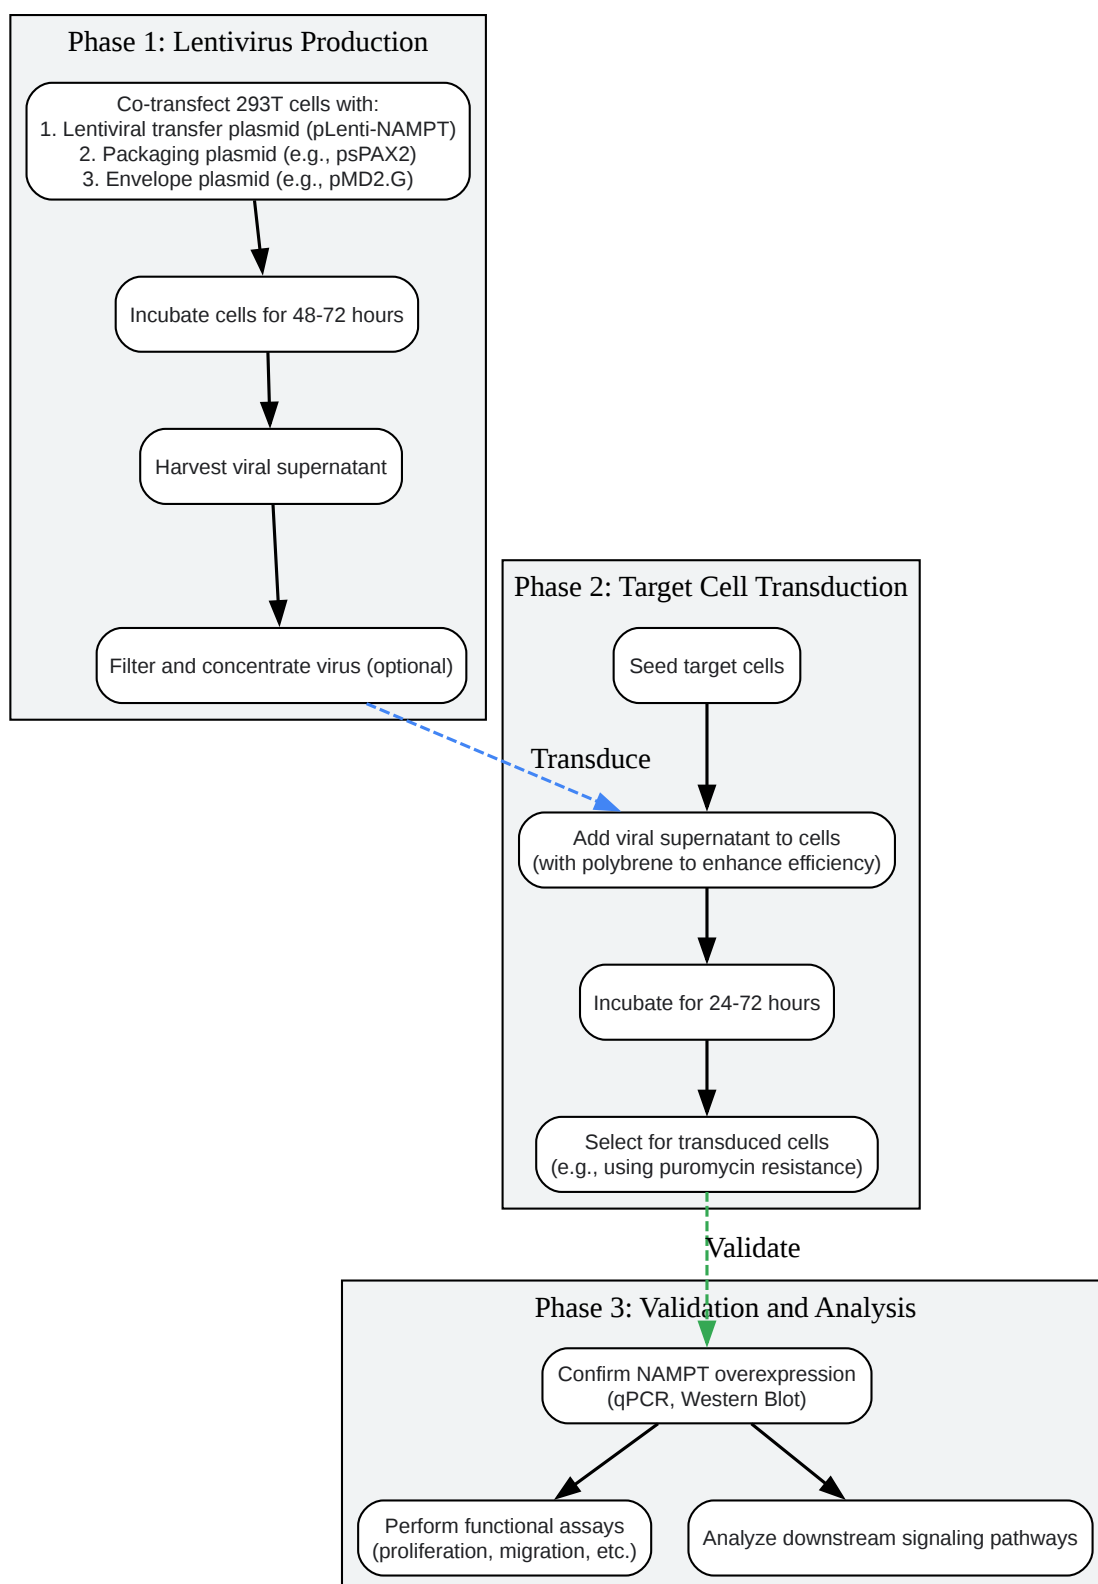 Phase 1: Lentivirus Production
Co-transfect 293T cells with:
1. Lentiviral transfer plasmid (pLenti-NAMPT)
2. Packaging plasmid (e.g., psPAX2)
3. Envelope plasmid (e.g., pMD2.G)
Incubate cells for 48-72 hours
Harvest viral supernatant
Filter and concentrate virus (optional)
Transduce
Phase 2: Target Cell Transduction
Seed target cells
Add viral supernatant to cells
(with polybrene to enhance efficiency)
Incubate for 24-72 hours
Select for transduced cells
(e.g., using puromycin resistance)
Validate
Phase 3: Validation and Analysis
Confirm NAMPT overexpression
(qPCR, Western Blot)
Perform functional assays
(proliferation, migration, etc.)
Analyze downstream signaling pathways